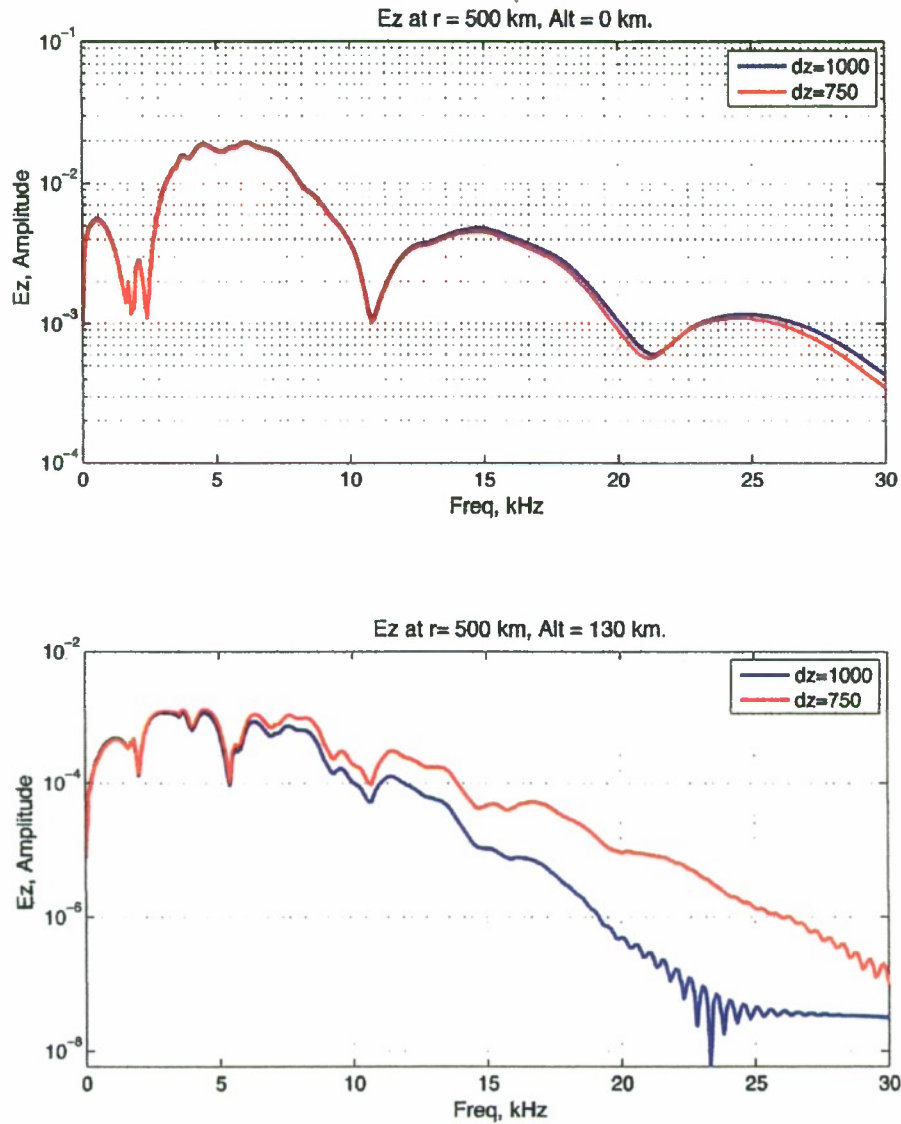 Ez at r = 500 km, Alt = 0 km.
10⁻¹
dz=1000
dz=750
10⁻²
Ez, Amplitude
10⁻³
10⁻⁴
0 5 10 15 20 25 30
Freq, kHz
Ez at r= 500 km, Alt = 130 km.
10⁻²
dz=1000
dz=750
10⁻⁴
Ez, Amplitude
10⁻⁶
10⁻⁸
0 5 10 15 20 25 30
Freq, kHz